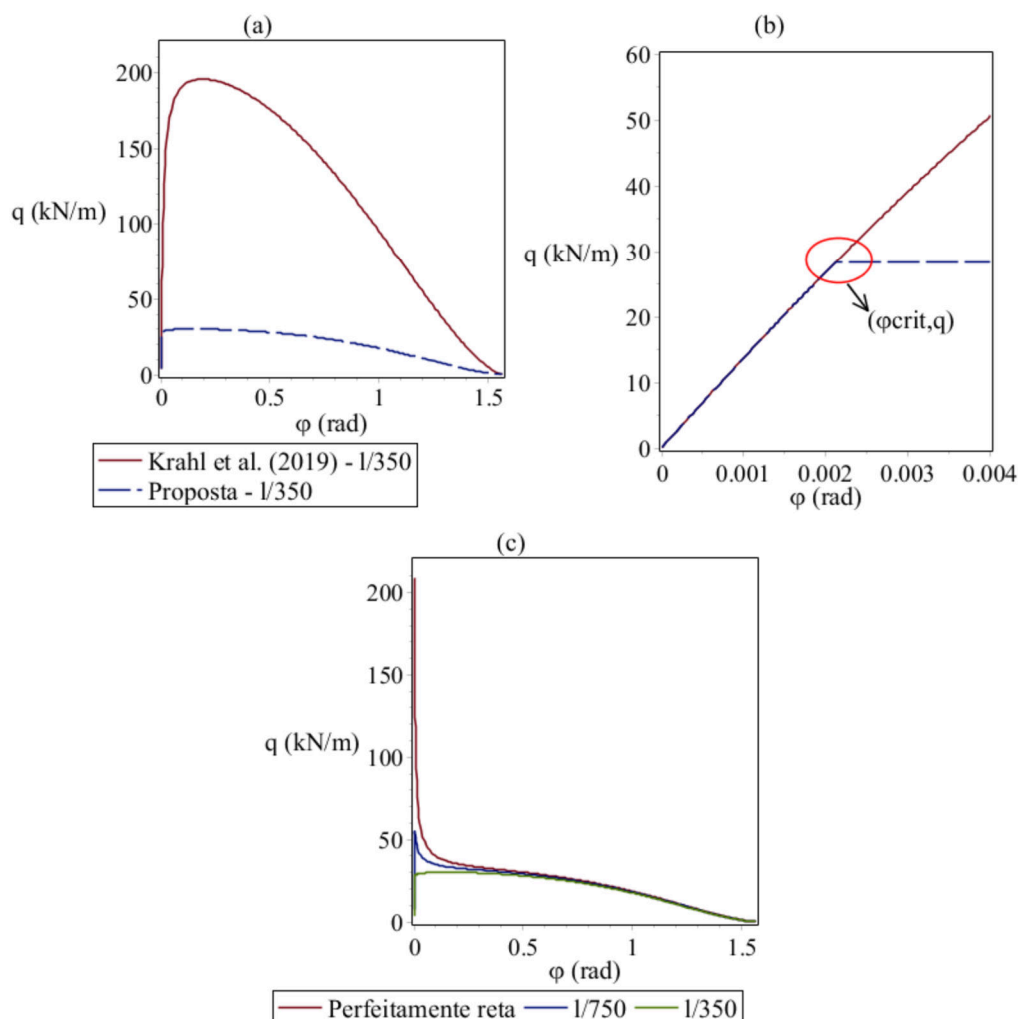 (a)
200
150
q (kN/m)
100
50
0
0 0.5 1 1.5
φ (rad)
Krahl et al. (2019) - l/350
Proposta - l/350
(b)
60
50
40
q (kN/m)
30
(φcrit,q)
20
10
0
0 0.001 0.002 0.003 0.004
φ (rad)
(c)
200
150
q (kN/m)
100
50
0
0 0.5 1 1.5
φ (rad)
Perfeitamente reta l/750 l/350